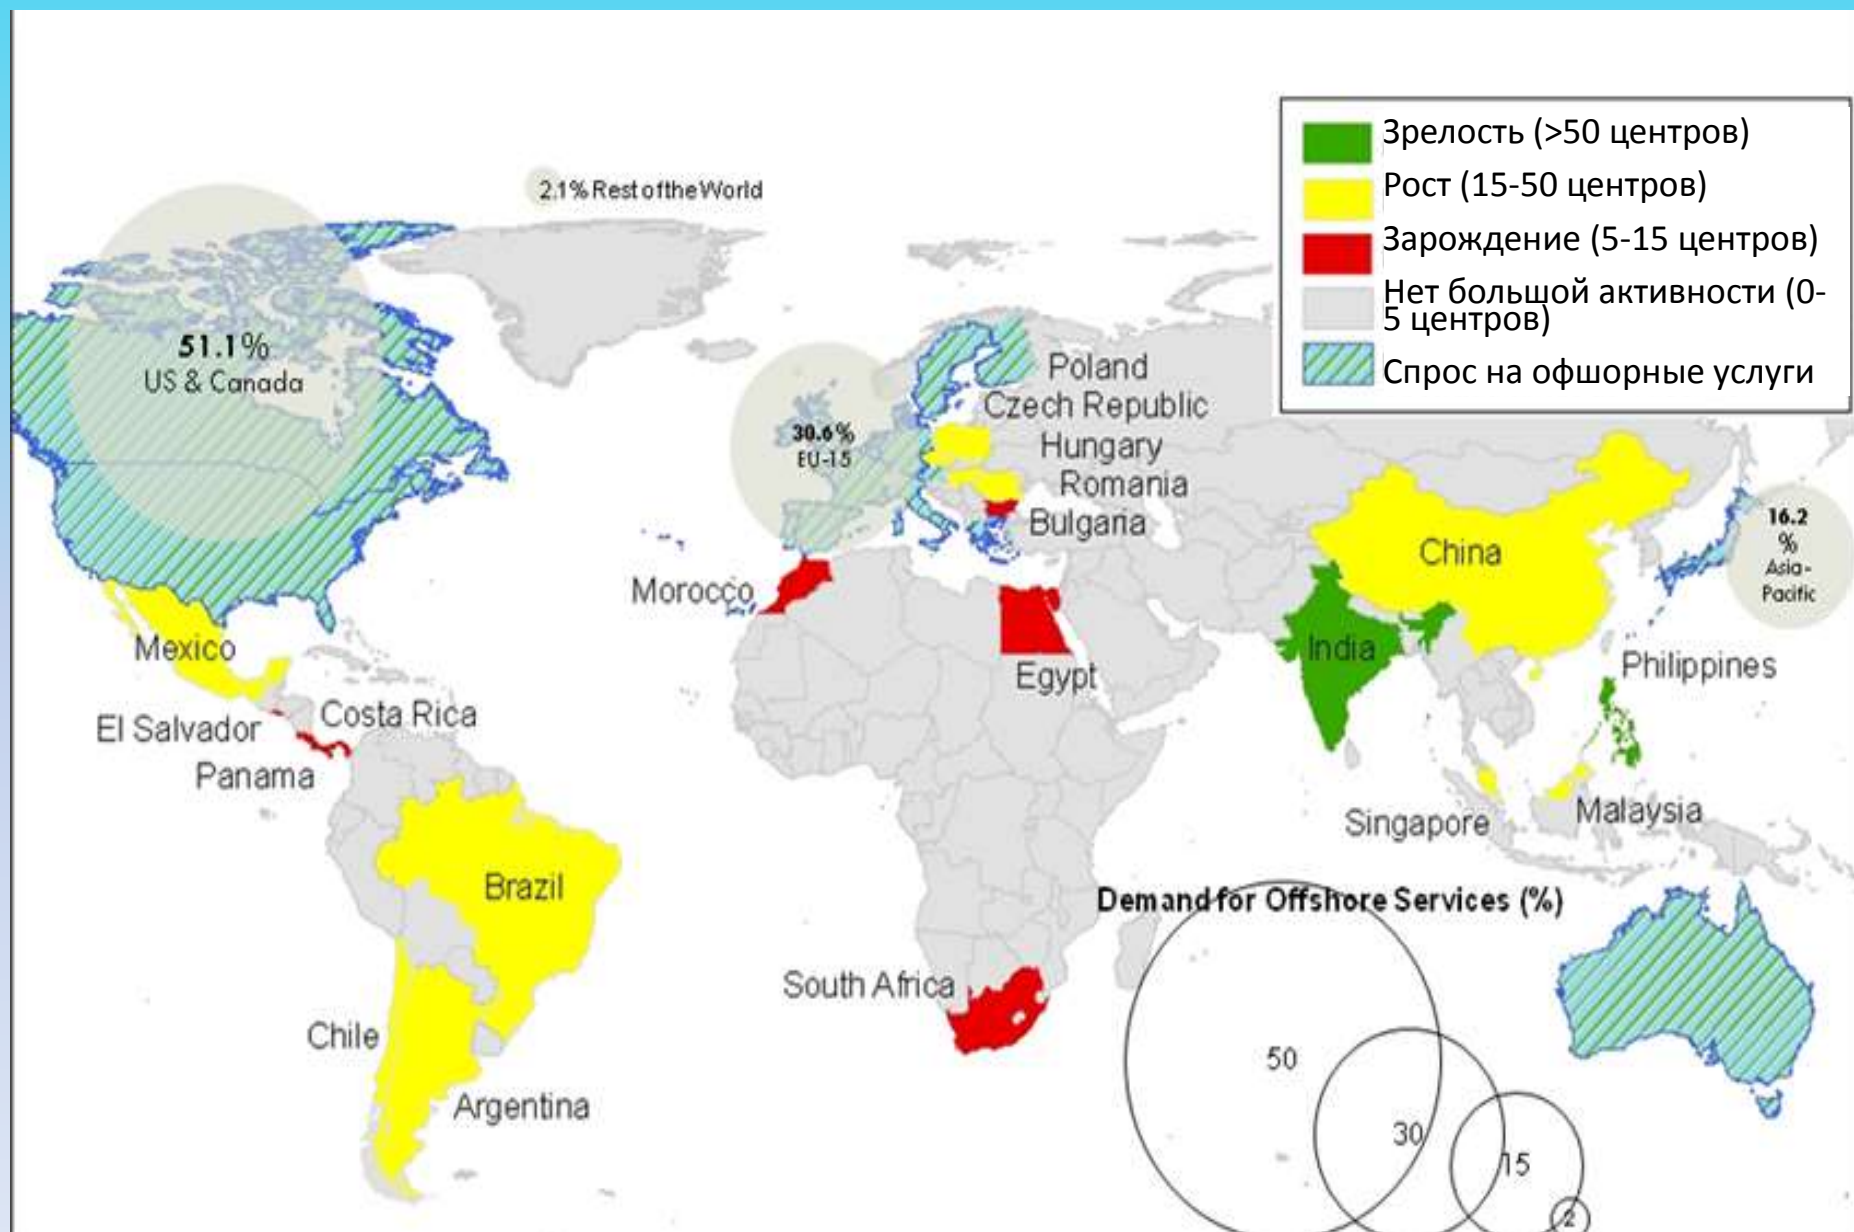 Зрелость (>50 центров)
Рост (15-50 центров)
Зарождение (5-15 центров)
Нет большой активности (0-
5 центров)
Спрос на офшорные услуги
2.1% Rest of the World
51.1%
US & Canada
30.6%
EU-15
Poland
Czech Republic
Hungary
Romania
Bulgaria
16.2
%
Asia-
Pacific
China
Morocco
Egypt
India
Philippines
Mexico
El Salvador
Costa Rica
Panama
Singapore
Malaysia
Brazil
Demand for Offshore Services (%)
South Africa
Chile
Argentina
50
30
15
2